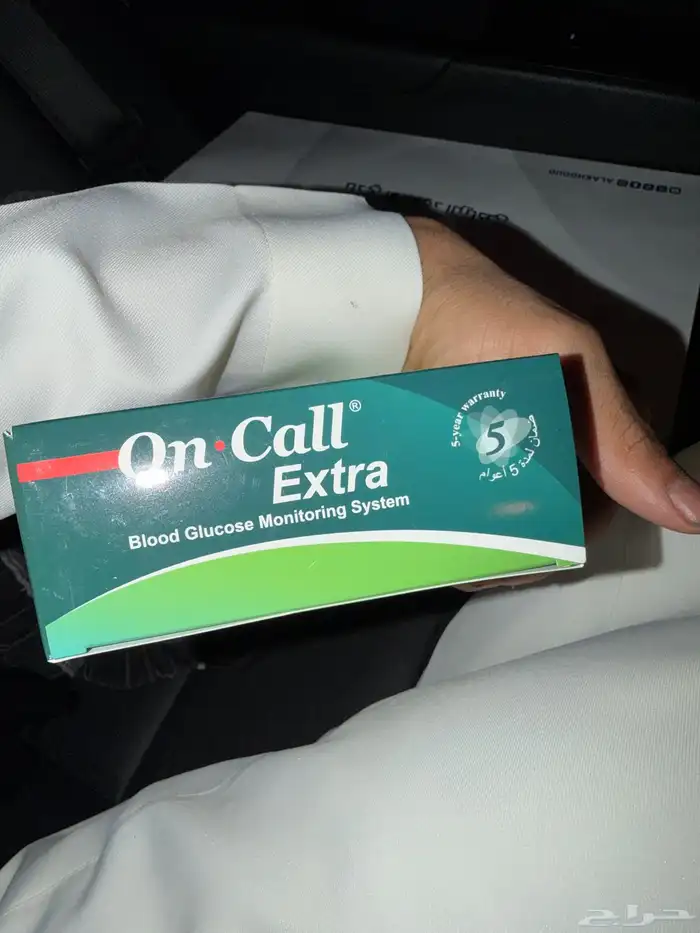 On·Call®
Extra
Blood Glucose Monitoring System
5-year warranty
5
ضمان لمدة 5 أعوام
حراج